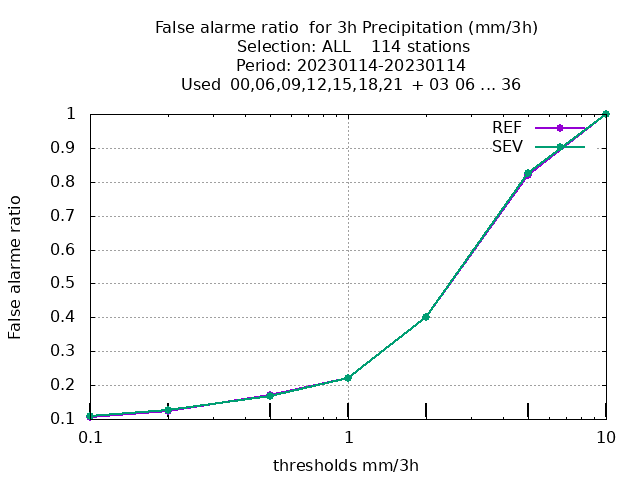 False alarme ratio  for 3h Precipitation (mm/3h)
Selection: ALL    114 stations
Period: 20230114-20230114
Used  00,06,09,12,15,18,21  + 03 06 ... 36
REF
SEV
1
0.9
0.8
0.7
0.6
0.5
0.4
0.3
0.2
0.1
False alarme ratio
0.1
1
10
thresholds mm/3h